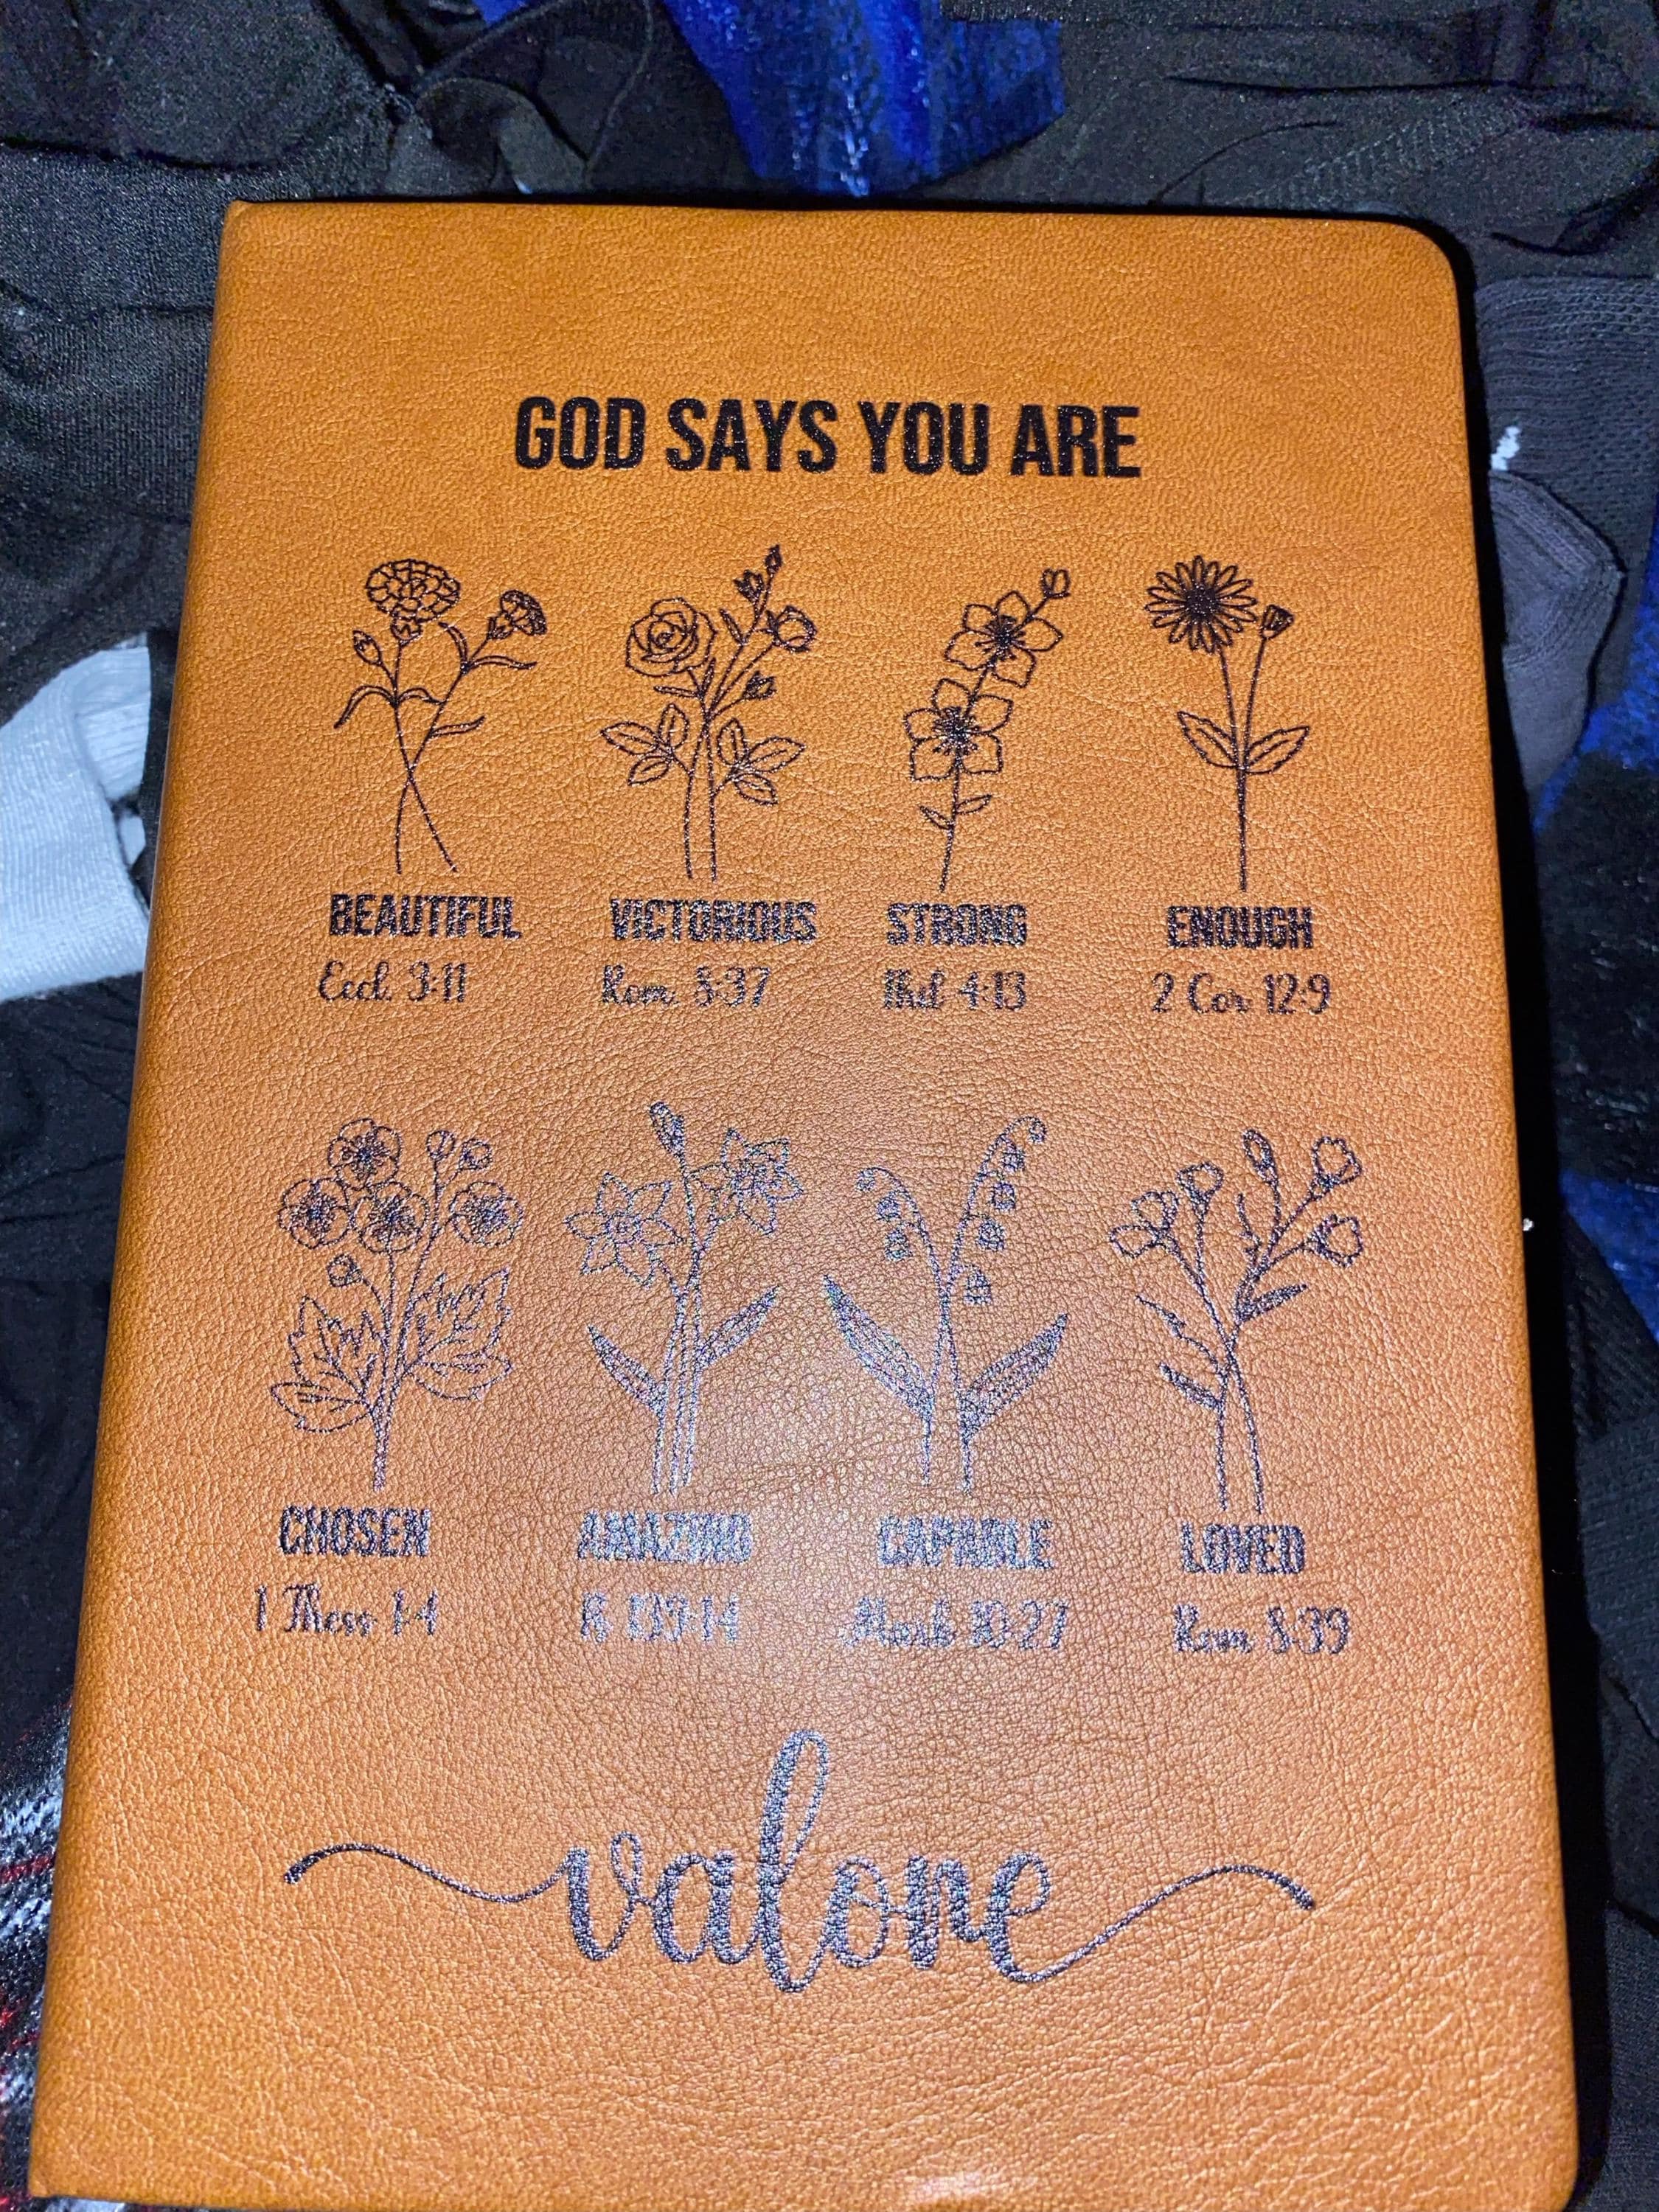 GOD SAYS YOU ARE
BEAUTIFUL VICTORIOUS STRONG ENOUGH
Eccl. 3:11 Rom. 8:37 Phil 4:13 2 Cor 12:9
CHOSEN AMAZING CAPABLE LOVED
1 Thess 1:4 Ps 139:14 Mark 10:27 Rom 8:39
valore